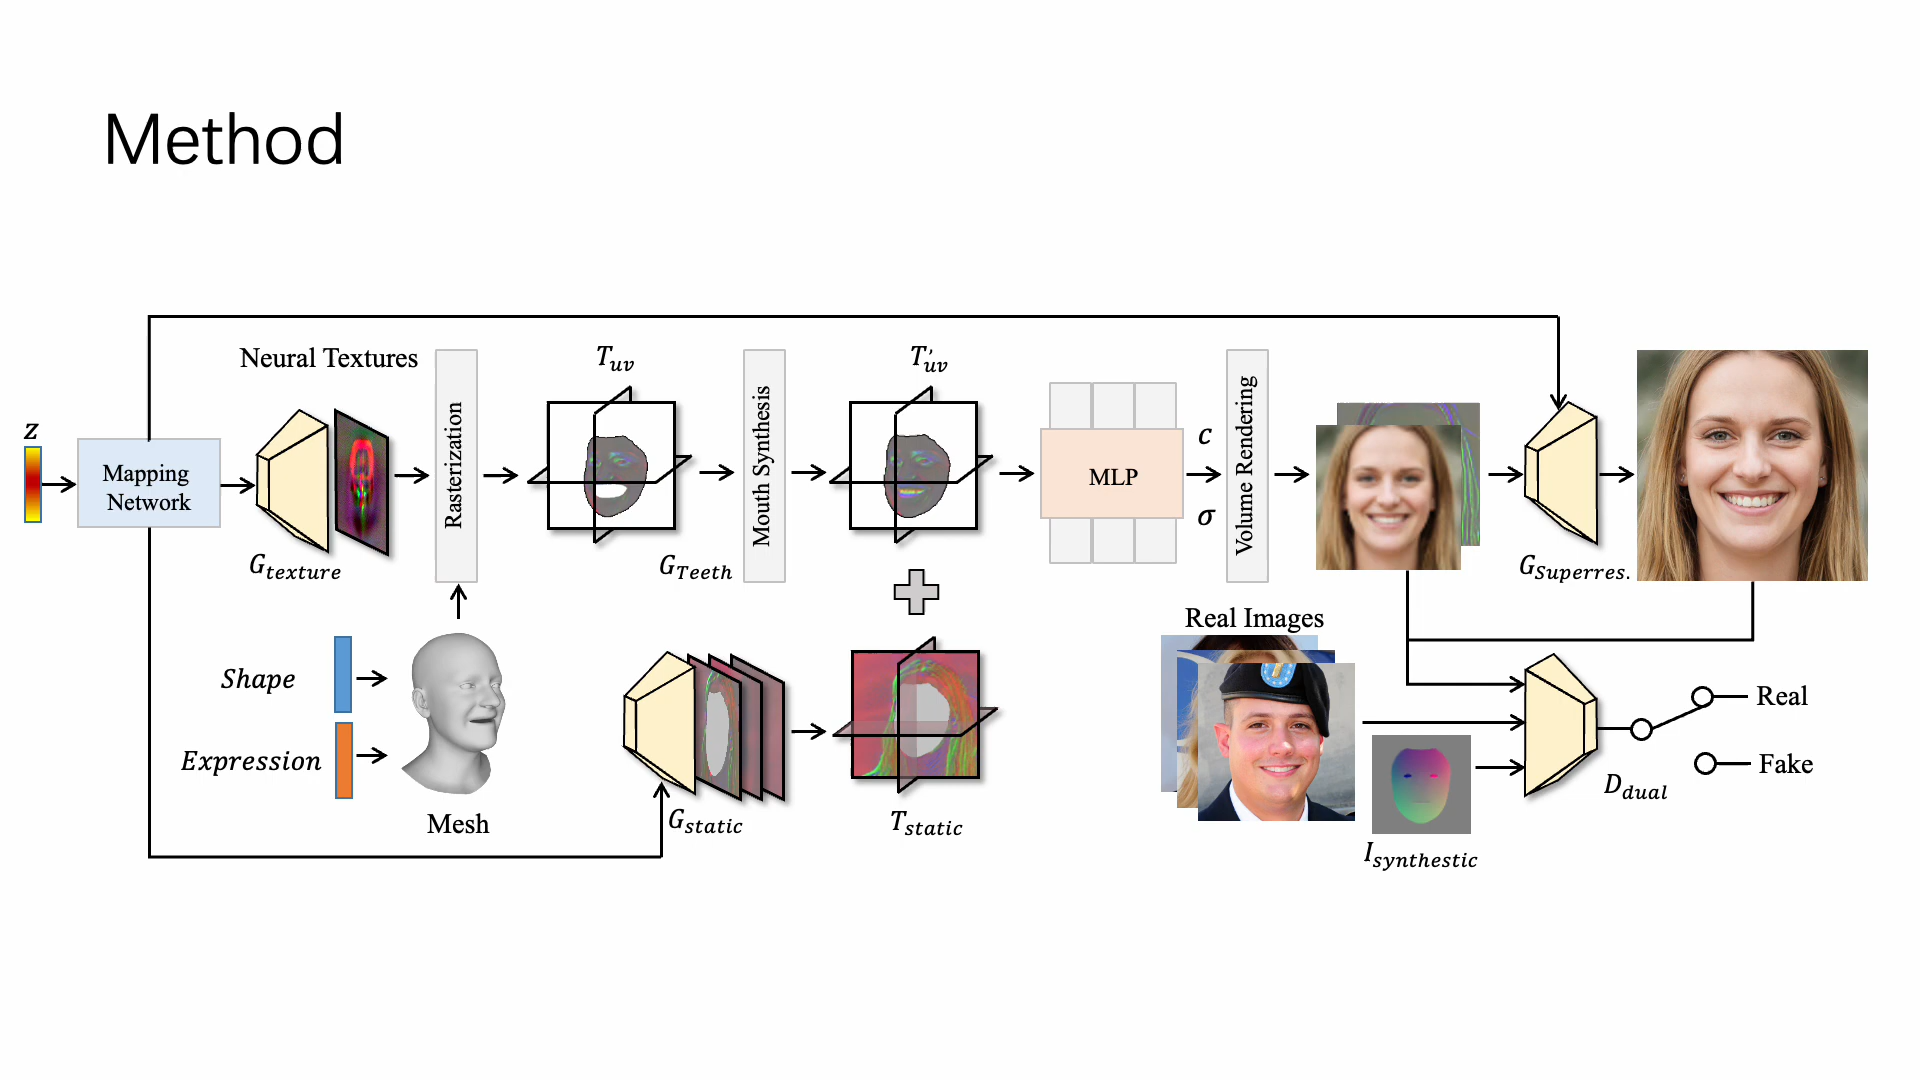 Method
Neural Textures
T_uv
T'_uv
z
Mapping
Network
Rasterization
Mouth Synthesis
MLP
c
σ
Volume Rendering
G_texture
G_Teeth
G_Superres.
Real Images
Shape
Expression
Mesh
G_static
T_static
I_synthestic
D_dual
Real
Fake